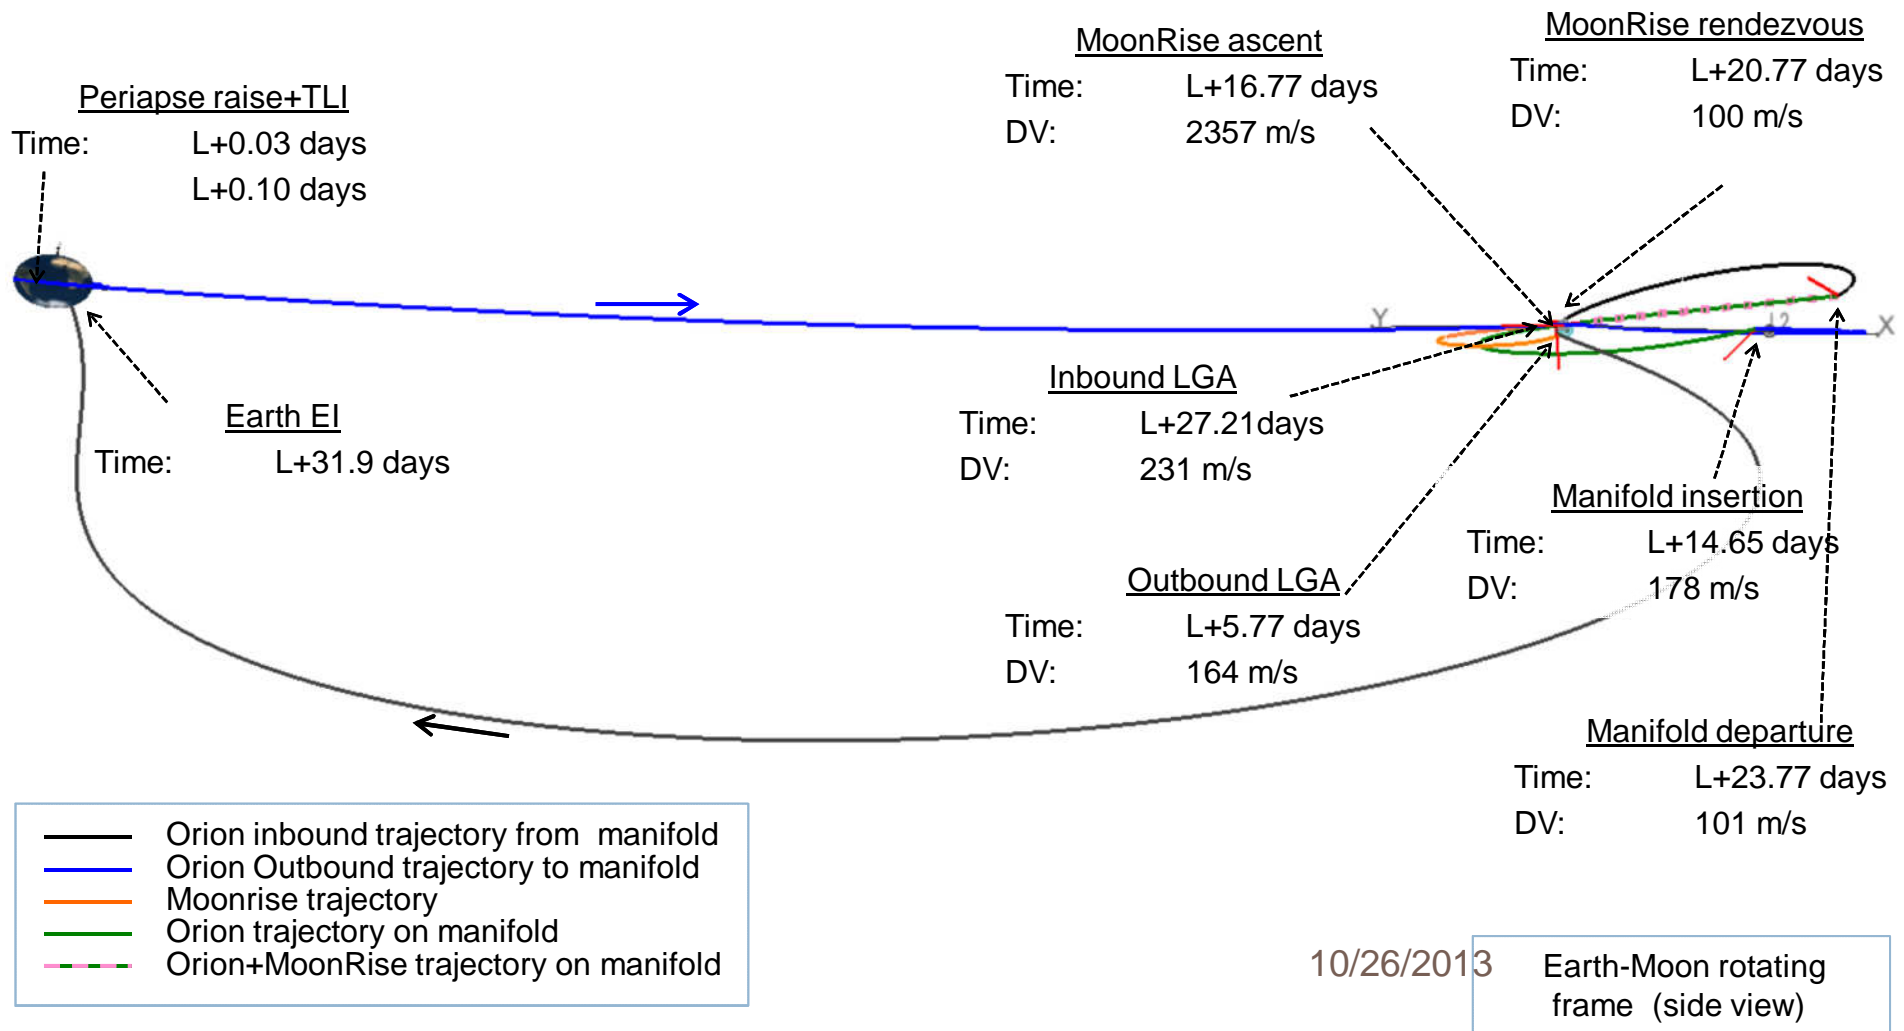 MoonRise ascent
Time: L+16.77 days
DV: 2357 m/s
MoonRise rendezvous
Time: L+20.77 days
DV: 100 m/s
Periapse raise+TLI
Time: L+0.03 days
L+0.10 days
Y
L2
X
Inbound LGA
Time: L+27.21days
DV: 231 m/s
Earth EI
Time: L+31.9 days
Manifold insertion
Time: L+14.65 days
DV: 178 m/s
Outbound LGA
Time: L+5.77 days
DV: 164 m/s
Manifold departure
Time: L+23.77 days
DV: 101 m/s
Orion inbound trajectory from manifold
Orion Outbound trajectory to manifold
Moonrise trajectory
Orion trajectory on manifold
Orion+MoonRise trajectory on manifold
10/26/2013
Earth-Moon rotating
frame (side view)